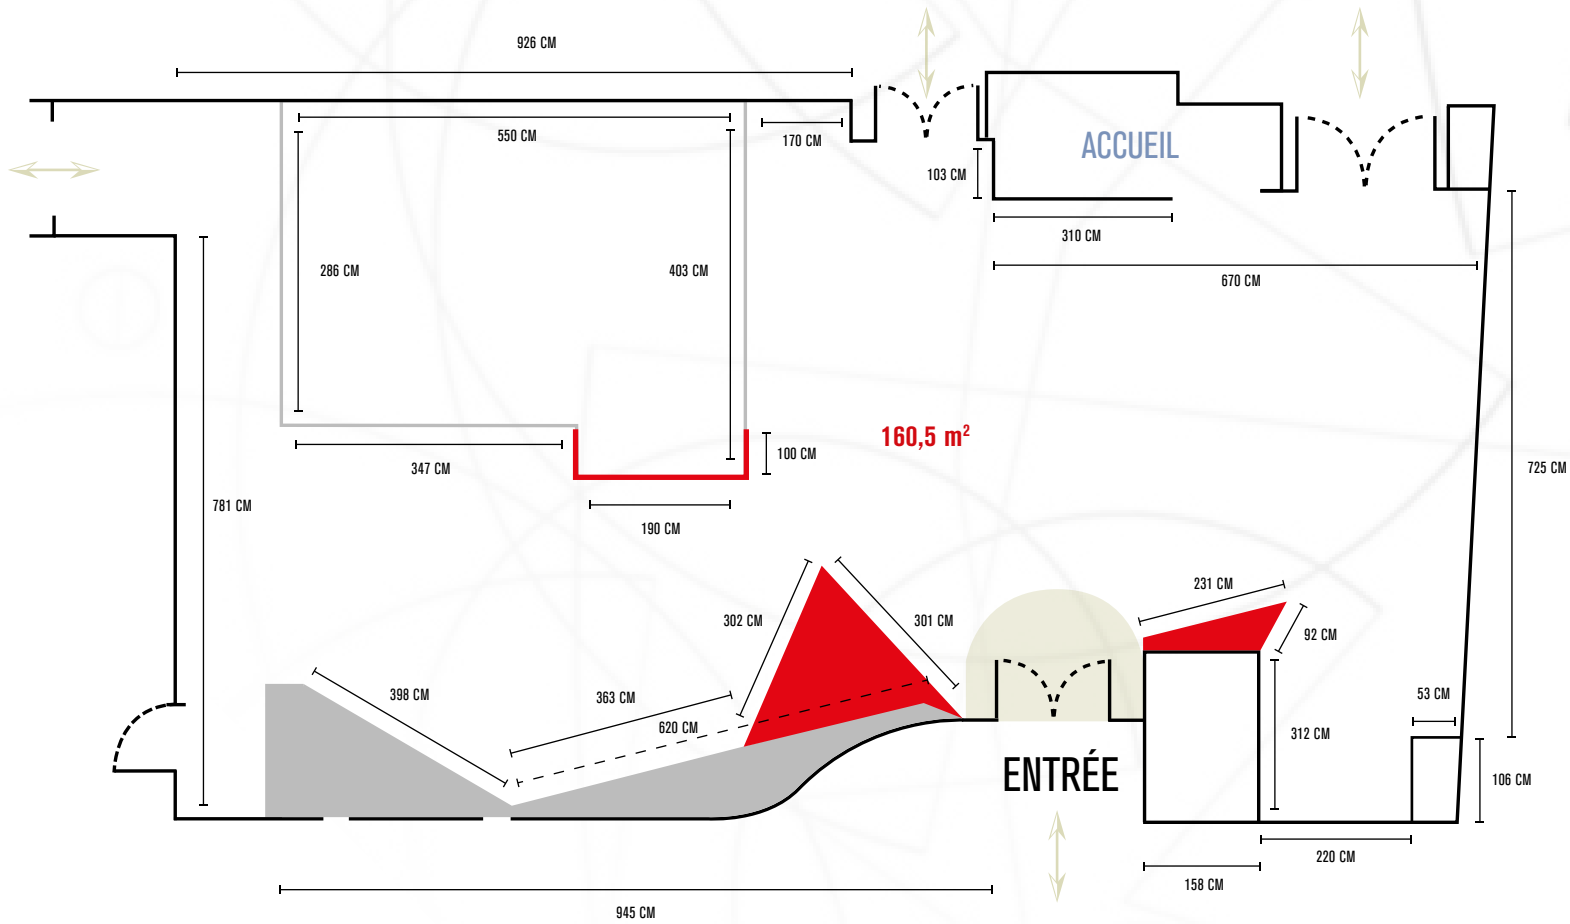 926 CM
550 CM
170 CM
ACCUEIL
103 CM
310 CM
286 CM
403 CM
670 CM
160,5 m²
100 CM
347 CM
725 CM
781 CM
190 CM
231 CM
302 CM
301 CM
92 CM
398 CM
363 CM
53 CM
620 CM
312 CM
ENTRÉE
106 CM
220 CM
158 CM
945 CM